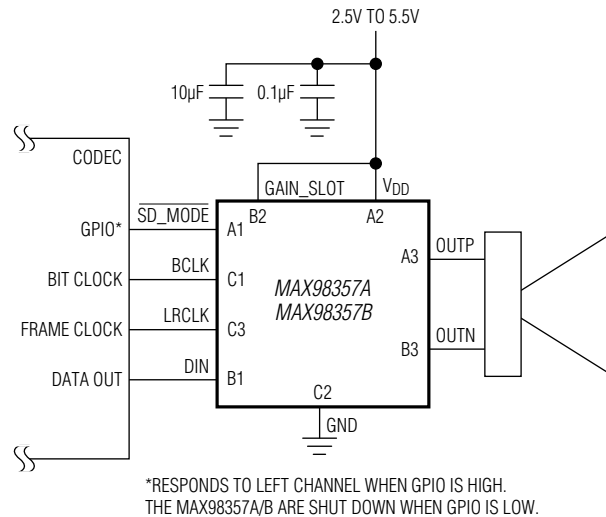 2.5V TO 5.5V
10µF
0.1µF
CODEC
GAIN_SLOT
VDD
SD_MODE
B2
A2
GPIO*
A1
OUTP
A3
BCLK
BIT CLOCK
C1
MAX98357A
MAX98357B
LRCLK
FRAME CLOCK
C3
OUTN
B3
DIN
DATA OUT
B1
C2
GND
*RESPONDS TO LEFT CHANNEL WHEN GPIO IS HIGH.
THE MAX98357A/B ARE SHUT DOWN WHEN GPIO IS LOW.